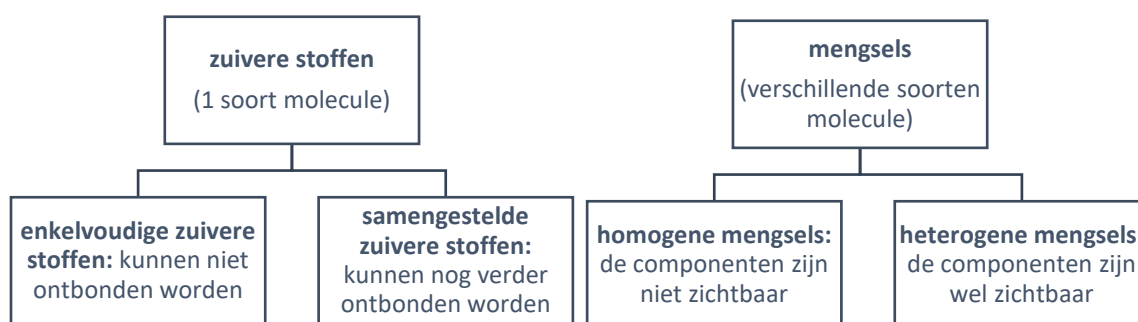 zuivere stoffen
(1 soort molecule)
mengsels
(verschillende soorten
molecule)
enkelvoudige zuivere
stoffen: kunnen niet
ontbonden worden
samengestelde
zuivere stoffen:
kunnen nog verder
ontbonden worden
homogene mengsels:
de componenten zijn
niet zichtbaar
heterogene mengsels
de componenten zijn
wel zichtbaar